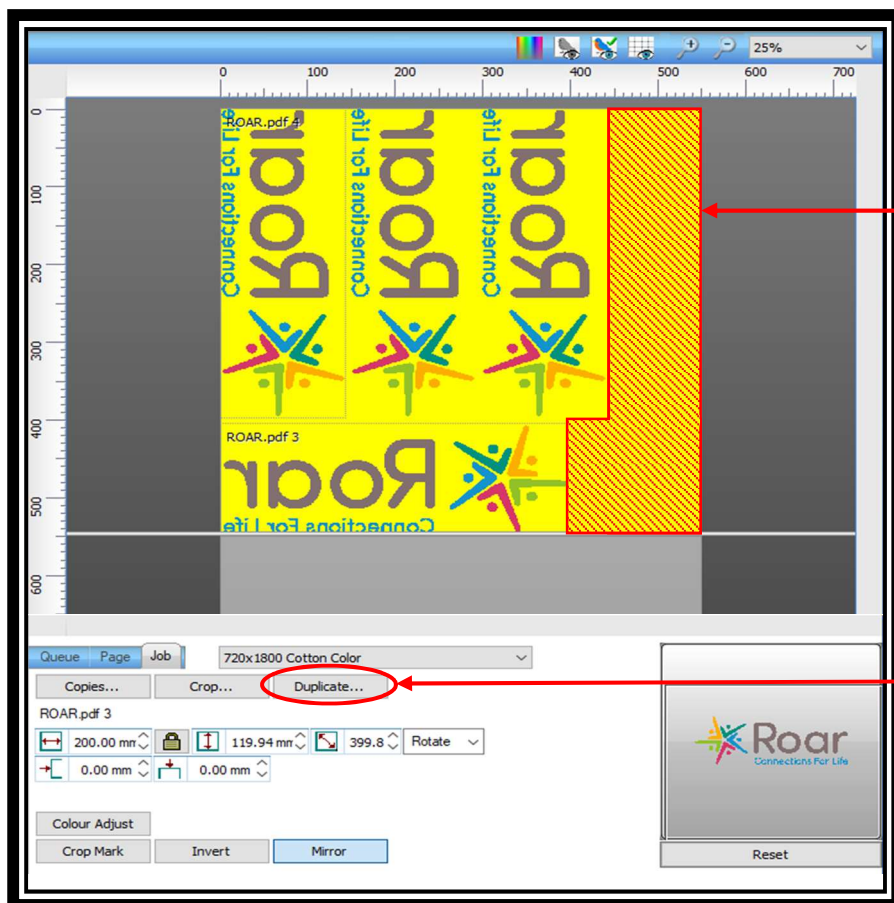 25%
0 100 200 300 400 500 600 700
0
100
200
300
400
500
600
ROAR.pdf 4
Roar
Connections For Life
Roar
Connections For Life
Roar
Connections For Life
ROAR.pdf 3
Roar
Connections For Life
Queue Page Job 720x1800 Cotton Color
Copies... Crop... Duplicate...
ROAR.pdf 3
200.00 mm 119.94 mm 399.8 Rotate
0.00 mm 0.00 mm
Colour Adjust
Crop Mark Invert Mirror
Roar
Connections For Life
Reset